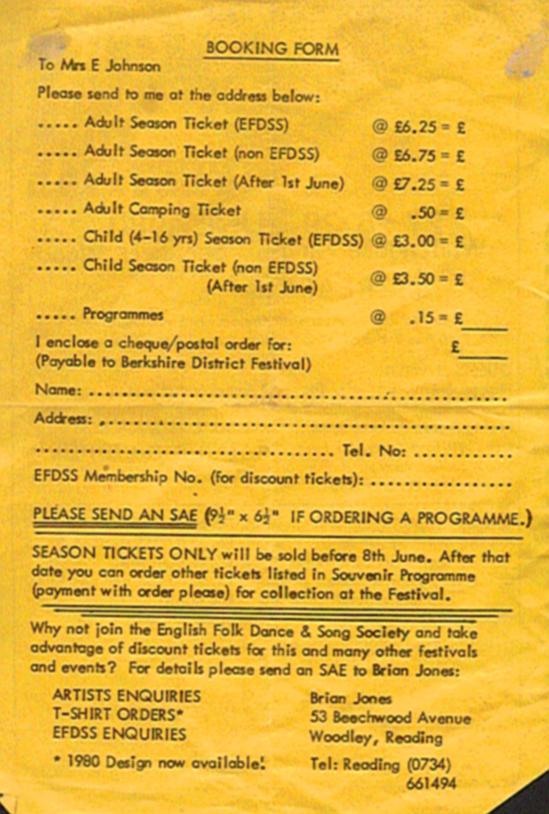 BOOKING FORM
To Mrs E Johnson
Please send to me at the address below:
..... Adult Season Ticket (EFDSS) @ £6.25 = £
..... Adult Season Ticket (non EFDSS) @ £6.75 = £
..... Adult Season Ticket (After 1st June) @ £7.25 = £
..... Adult Camping Ticket @ .50 = £
..... Child (4-16 yrs) Season Ticket (EFDSS) @ £3.00 = £
..... Child Season Ticket (non EFDSS)
(After 1st June) @ £3.50 = £
..... Programmes @ .15 = £
I enclose a cheque/postal order for: £
(Payable to Berkshire District Festival)
Name: ........................................
Address: ........................................
........................................ Tel. No: ............
EFDSS Membership No. (for discount tickets): ..................
PLEASE SEND AN SAE (9½" x 6½" IF ORDERING A PROGRAMME.)
SEASON TICKETS ONLY will be sold before 8th June. After that
date you can order other tickets listed in Souvenir Programme
(payment with order please) for collection at the Festival.
Why not join the English Folk Dance & Song Society and take
advantage of discount tickets for this and many other festivals
and events? For details please send an SAE to Brian Jones:
ARTISTS ENQUIRIES Brian Jones
T-SHIRT ORDERS* 53 Beechwood Avenue
EFDSS ENQUIRIES Woodley, Reading
* 1980 Design now available! Tel: Reading (0734)
661494